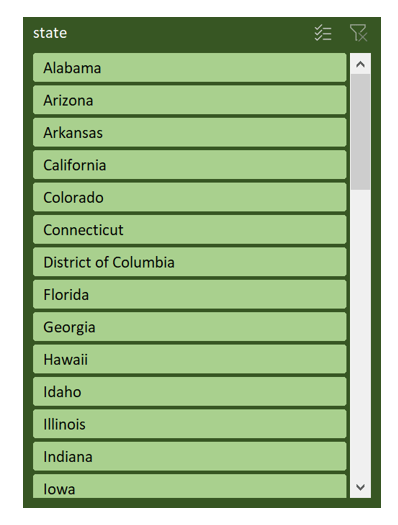 state
Alabama
Arizona
Arkansas
California
Colorado
Connecticut
District of Columbia
Florida
Georgia
Hawaii
Idaho
Illinois
Indiana
Iowa